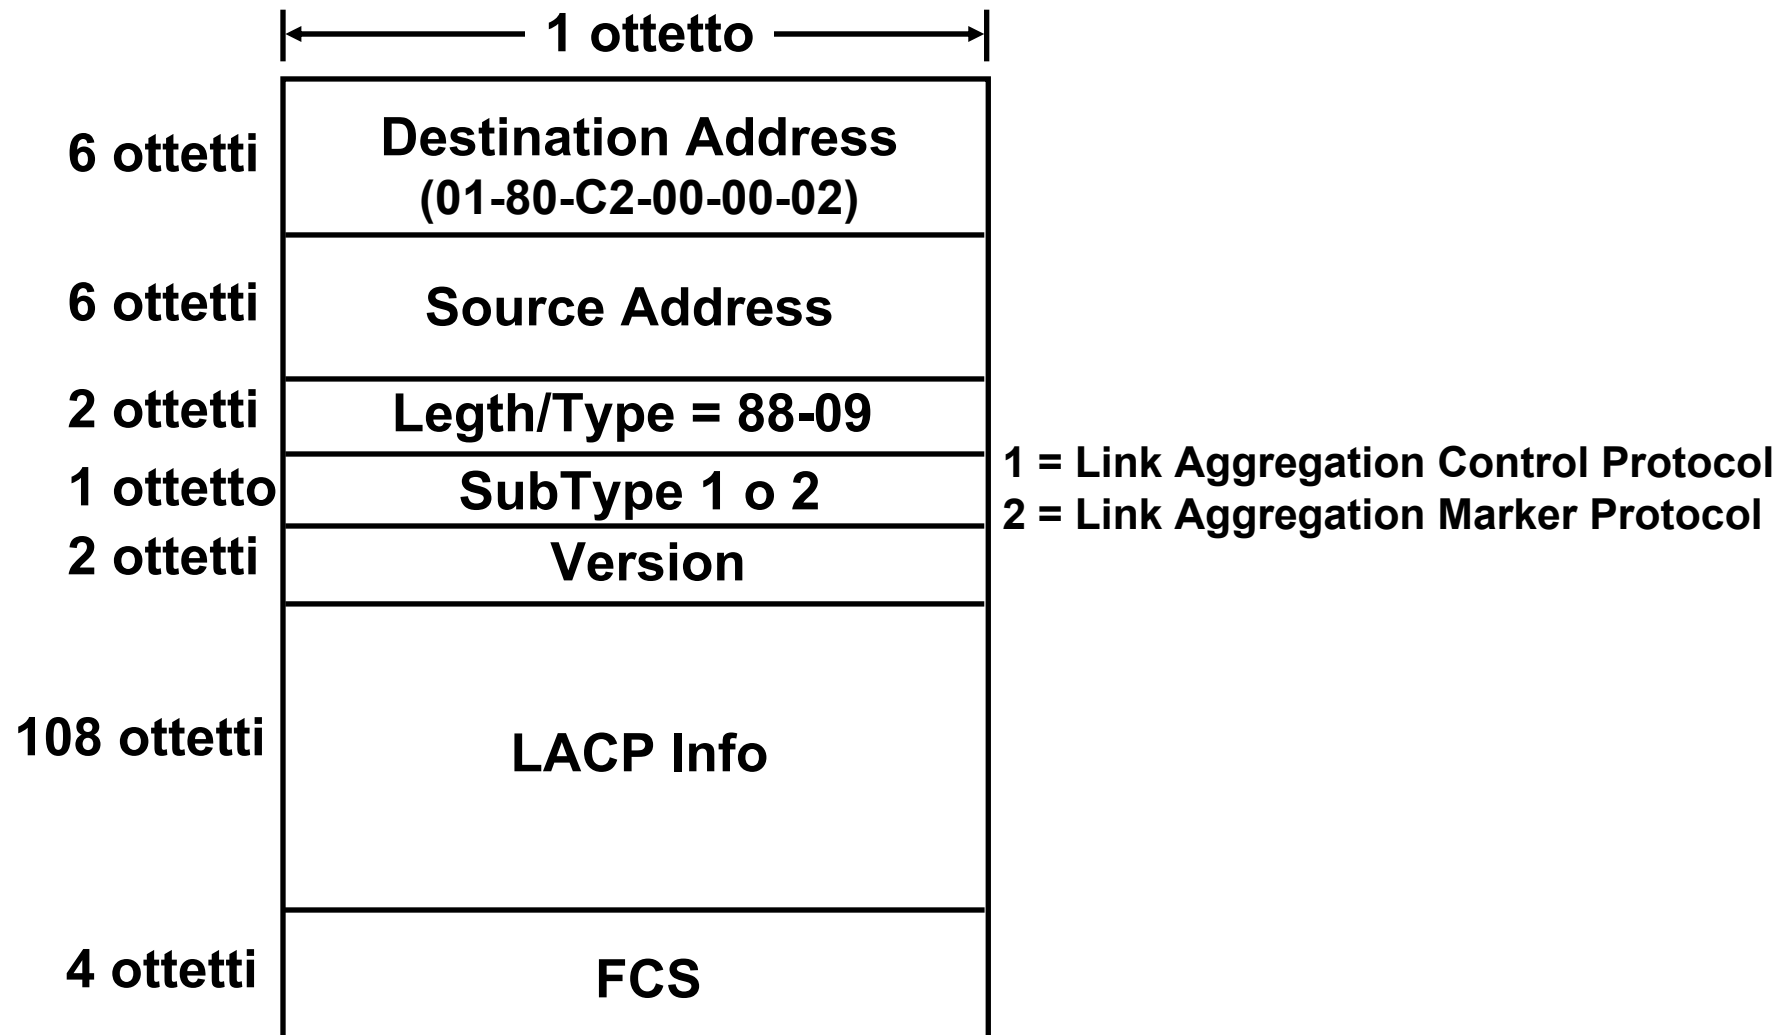 1 ottetto
6 ottetti
Destination Address
(01-80-C2-00-00-02)
6 ottetti
Source Address
2 ottetti
Legth/Type = 88-09
1 ottetto
SubType 1 o 2
1 = Link Aggregation Control Protocol
2 = Link Aggregation Marker Protocol
2 ottetti
Version
108 ottetti
LACP Info
4 ottetti
FCS